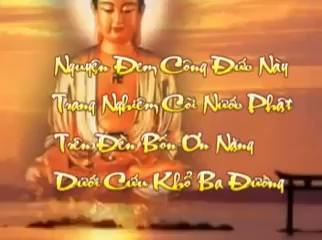 Nguyện Đem Công Đức Này
Trang Nghiêm Cõi Nước Phật
Trên Đền Bốn Ơn Nặng
Dưới Cứu Khổ Ba Đường